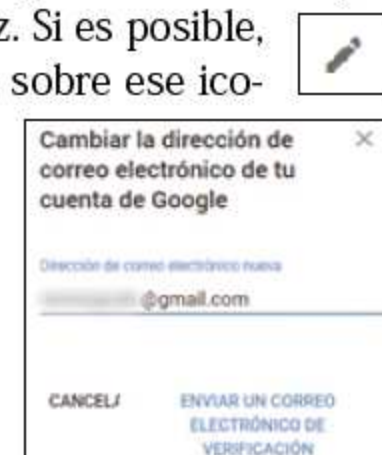 z. Si es posible,
sobre ese ico-
Cambiar la dirección de
correo electrónico de tu
cuenta de Google
Dirección de correo electrónico nueva
@gmail.com
CANCELA
ENVIAR UN CORREO
ELECTRÓNICO DE
VERIFICACIÓN